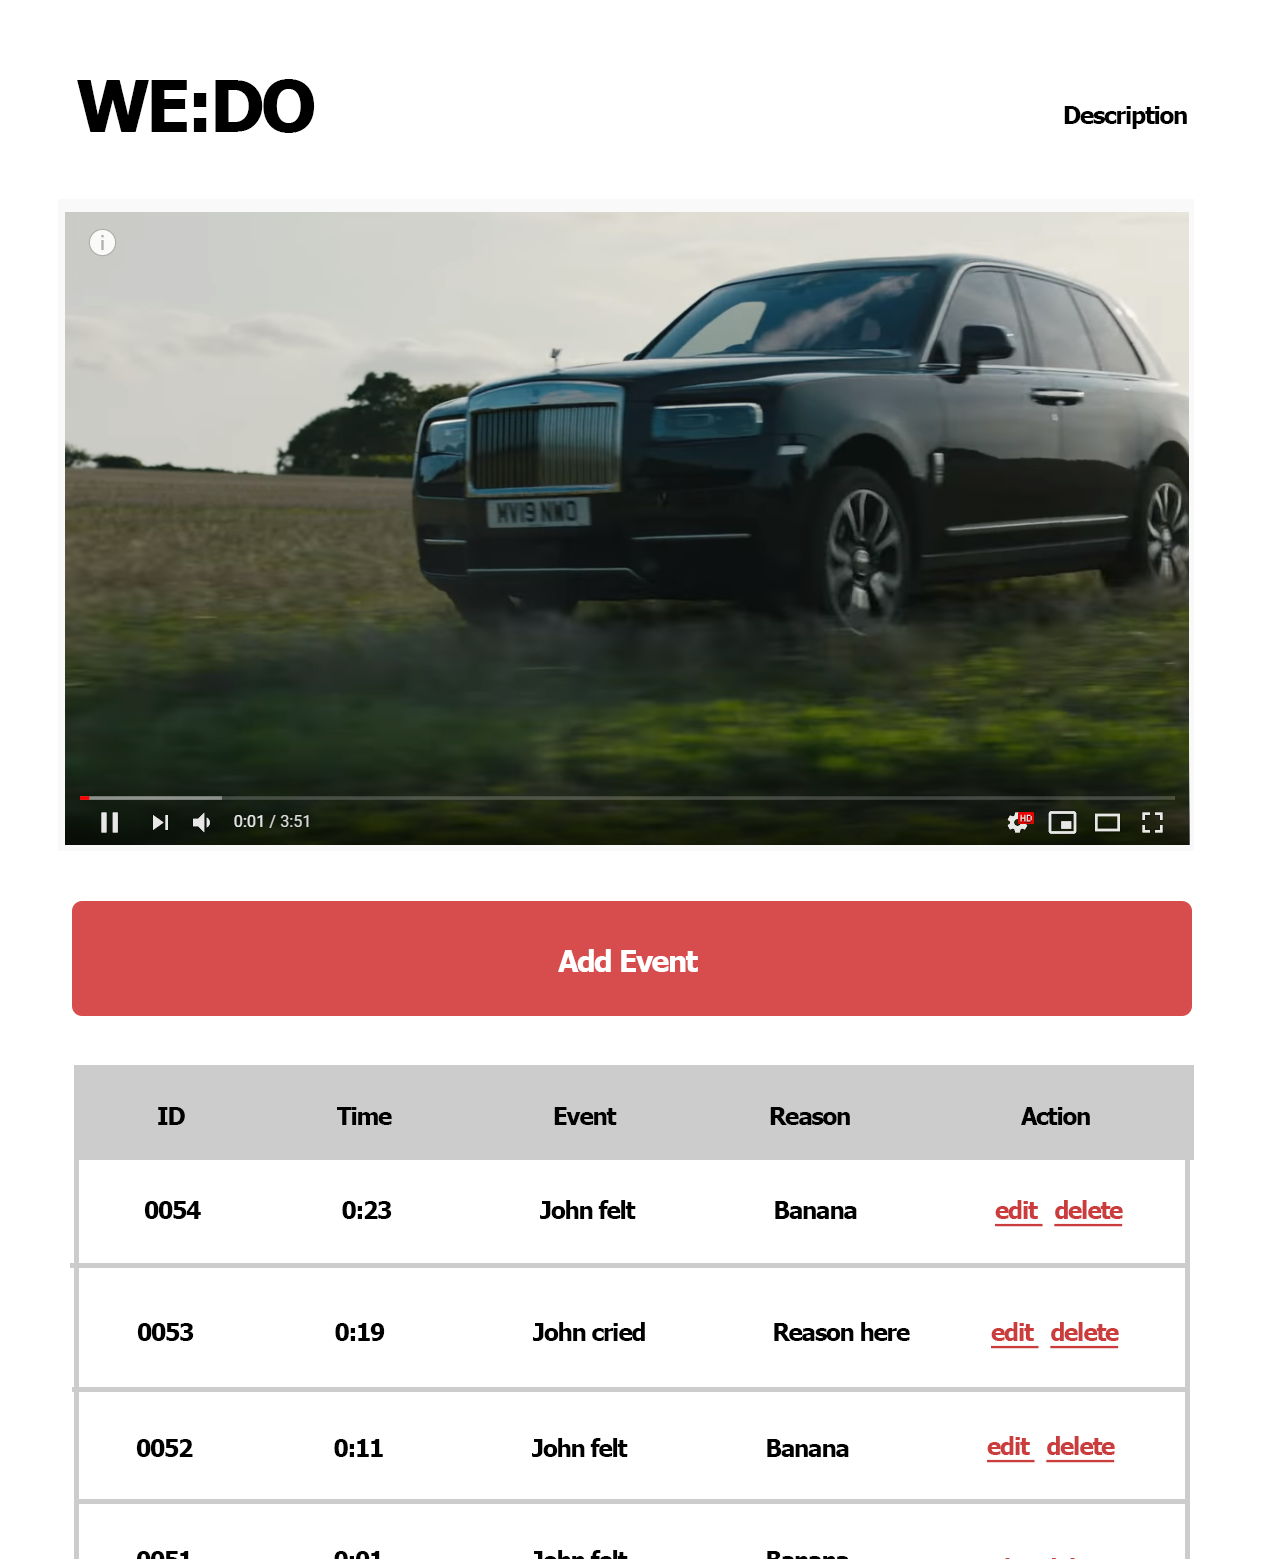 WE:DO
Description
MV19 NWO
0:01 / 3:51
HD
Add Event
ID Time Event Reason Action
0054 0:23 John felt Banana edit delete
0053 0:19 John cried Reason here edit delete
0052 0:11 John felt Banana edit delete
0051 0:01 John felt Banana